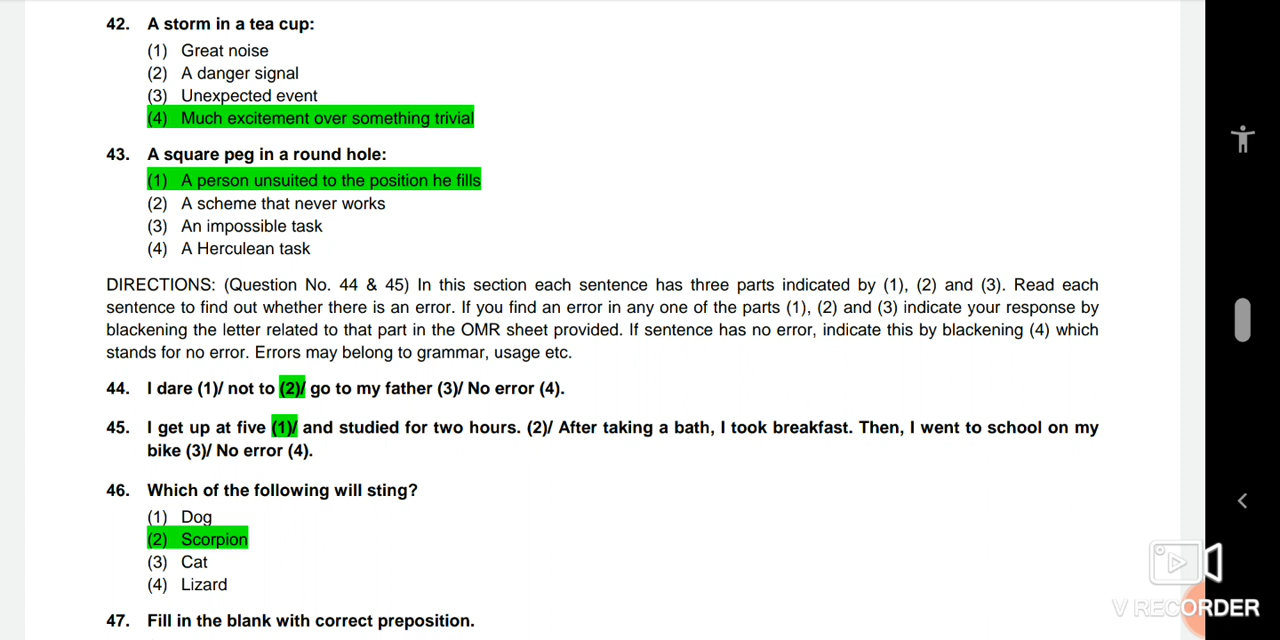 42. A storm in a tea cup:
(1) Great noise
(2) A danger signal
(3) Unexpected event
(4) Much excitement over something trivial
43. A square peg in a round hole:
(1) A person unsuited to the position he fills
(2) A scheme that never works
(3) An impossible task
(4) A Herculean task
DIRECTIONS: (Question No. 44 & 45) In this section each sentence has three parts indicated by (1), (2) and (3). Read each
sentence to find out whether there is an error. If you find an error in any one of the parts (1), (2) and (3) indicate your response by
blackening the letter related to that part in the OMR sheet provided. If sentence has no error, indicate this by blackening (4) which
stands for no error. Errors may belong to grammar, usage etc.
44. I dare (1)/ not to (2)/ go to my father (3)/ No error (4).
45. I get up at five (1)/ and studied for two hours. (2)/ After taking a bath, I took breakfast. Then, I went to school on my
bike (3)/ No error (4).
46. Which of the following will sting?
(1) Dog
(2) Scorpion
(3) Cat
(4) Lizard
47. Fill in the blank with correct preposition.
V RECORDER